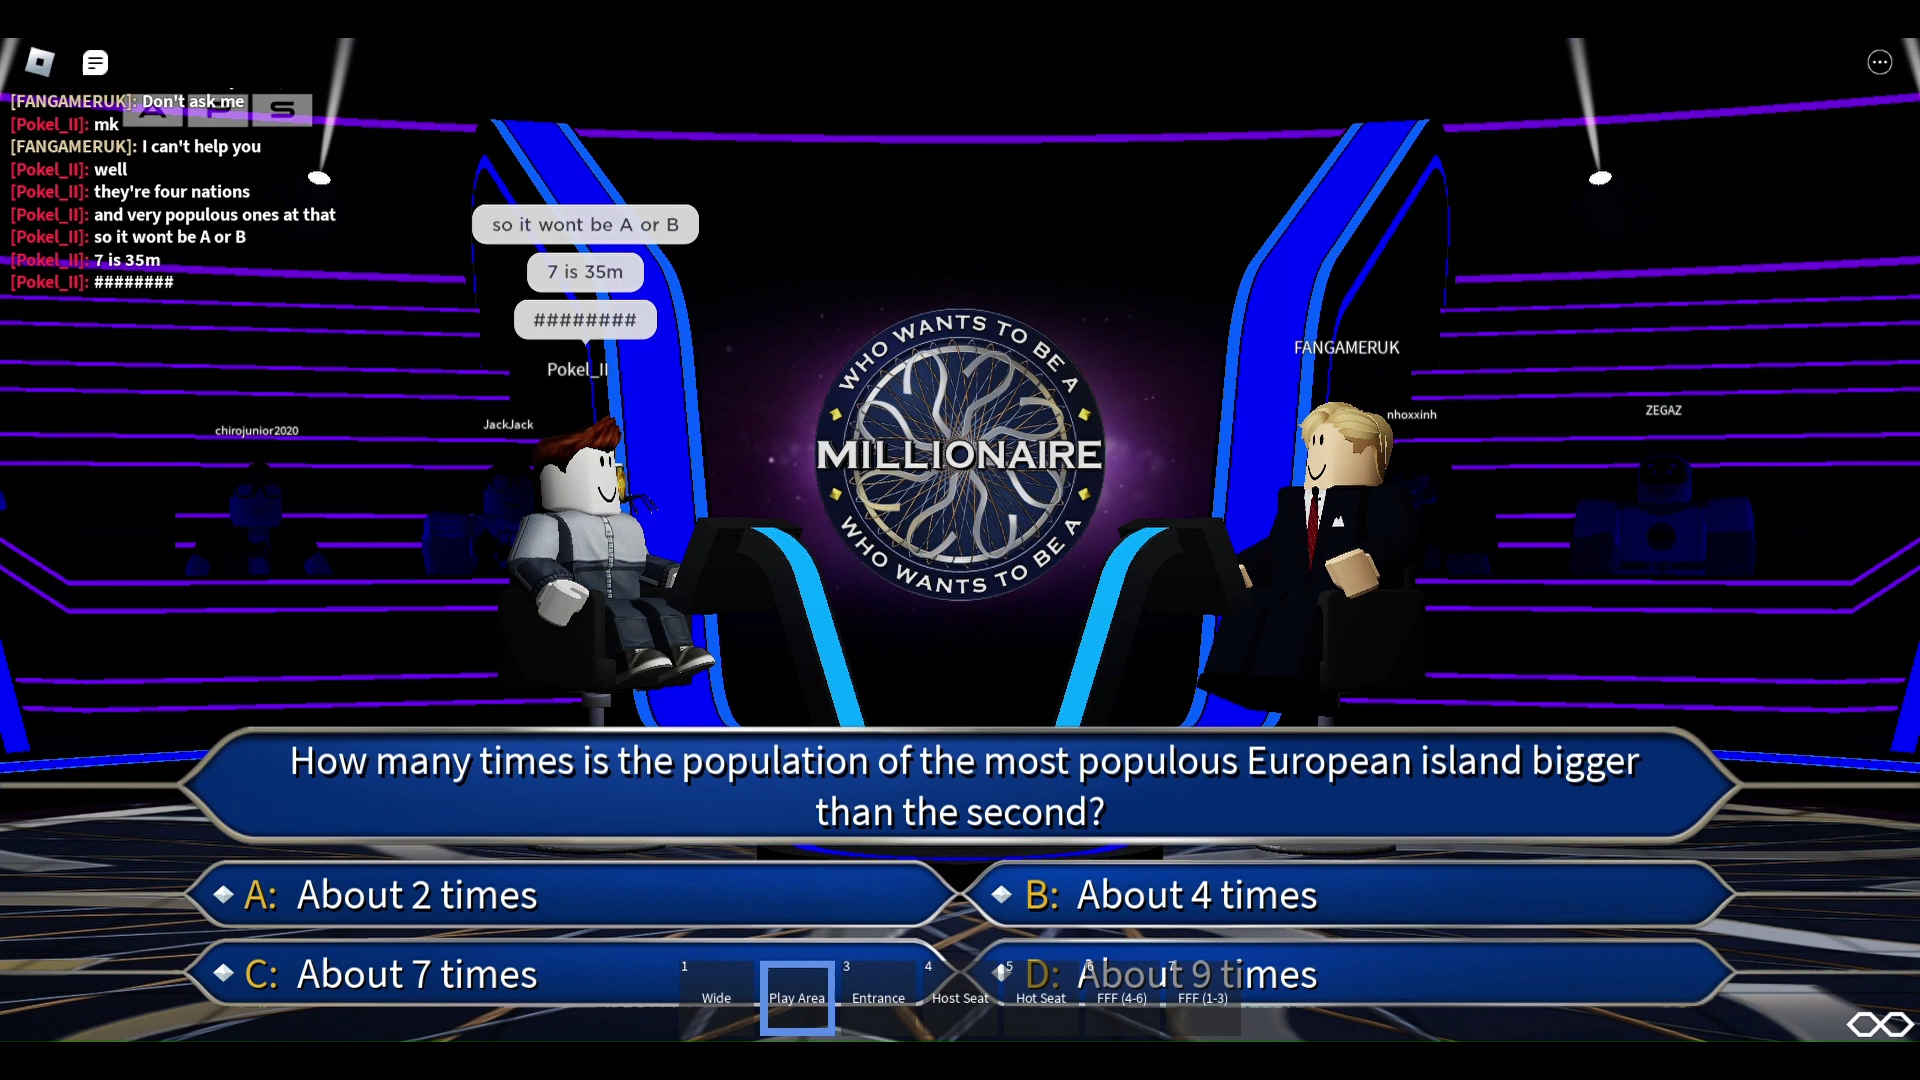 [FANGAMERUK]: Don't ask me
A P S
[Pokel_II]: mk
[FANGAMERUK]: I can't help you
[Pokel_II]: well
[Pokel_II]: they're four nations
[Pokel_II]: and very populous ones at that
[Pokel_II]: so it wont be A or B
[Pokel_II]: 7 is 35m
[Pokel_II]: ########
so it wont be A or B
7 is 35m
########
Pokel_II
FANGAMERUK
chirojunior2020
JackJack
nhoxxinh
ZEGAZ
WHO WANTS TO BE A
MILLIONAIRE
WHO WANTS TO BE A
How many times is the population of the most populous European island bigger
than the second?
A: About 2 times
B: About 4 times
C: About 7 times
D: About 9 times
1 Wide
Play Area
3 Entrance
4 Host Seat
5 Hot Seat
6 FFF (4-6)
7 FFF (1-3)